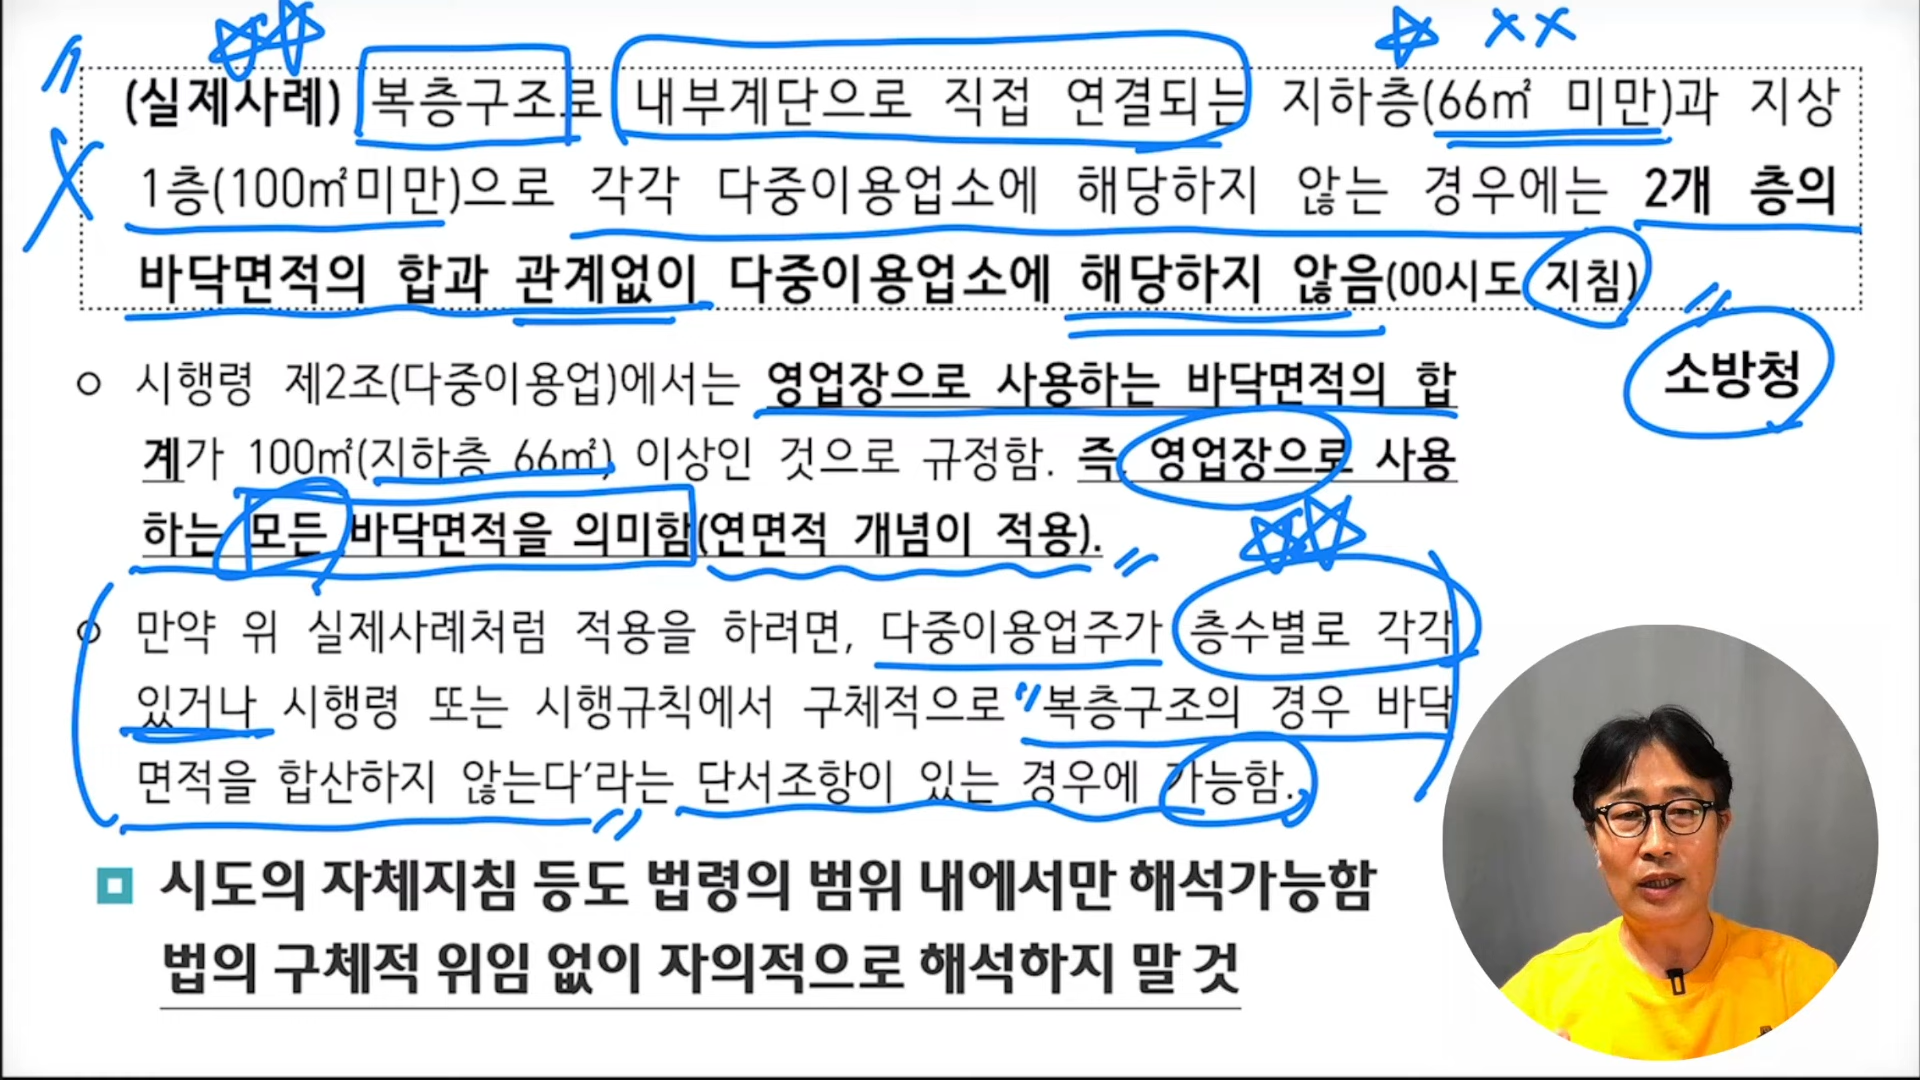 (실제사례) 복층구조로 내부계단으로 직접 연결되는 지하층(66㎡ 미만)과 지상
1층(100㎡미만)으로 각각 다중이용업소에 해당하지 않는 경우에는 2개 층의
바닥면적의 합과 관계없이 다중이용업소에 해당하지 않음(00시도 지침)
소방청
○ 시행령 제2조(다중이용업)에서는 영업장으로 사용하는 바닥면적의 합
계가 100㎡(지하층 66㎡) 이상인 것으로 규정함. 즉, 영업장으로 사용
하는 모든 바닥면적을 의미함(연면적 개념이 적용).
○ 만약 위 실제사례처럼 적용을 하려면, 다중이용업주가 층수별로 각각
있거나 시행령 또는 시행규칙에서 구체적으로 '복층구조의 경우 바닥
면적을 합산하지 않는다'라는 단서조항이 있는 경우에 가능함.
시도의 자체지침 등도 법령의 범위 내에서만 해석가능함
법의 구체적 위임 없이 자의적으로 해석하지 말 것